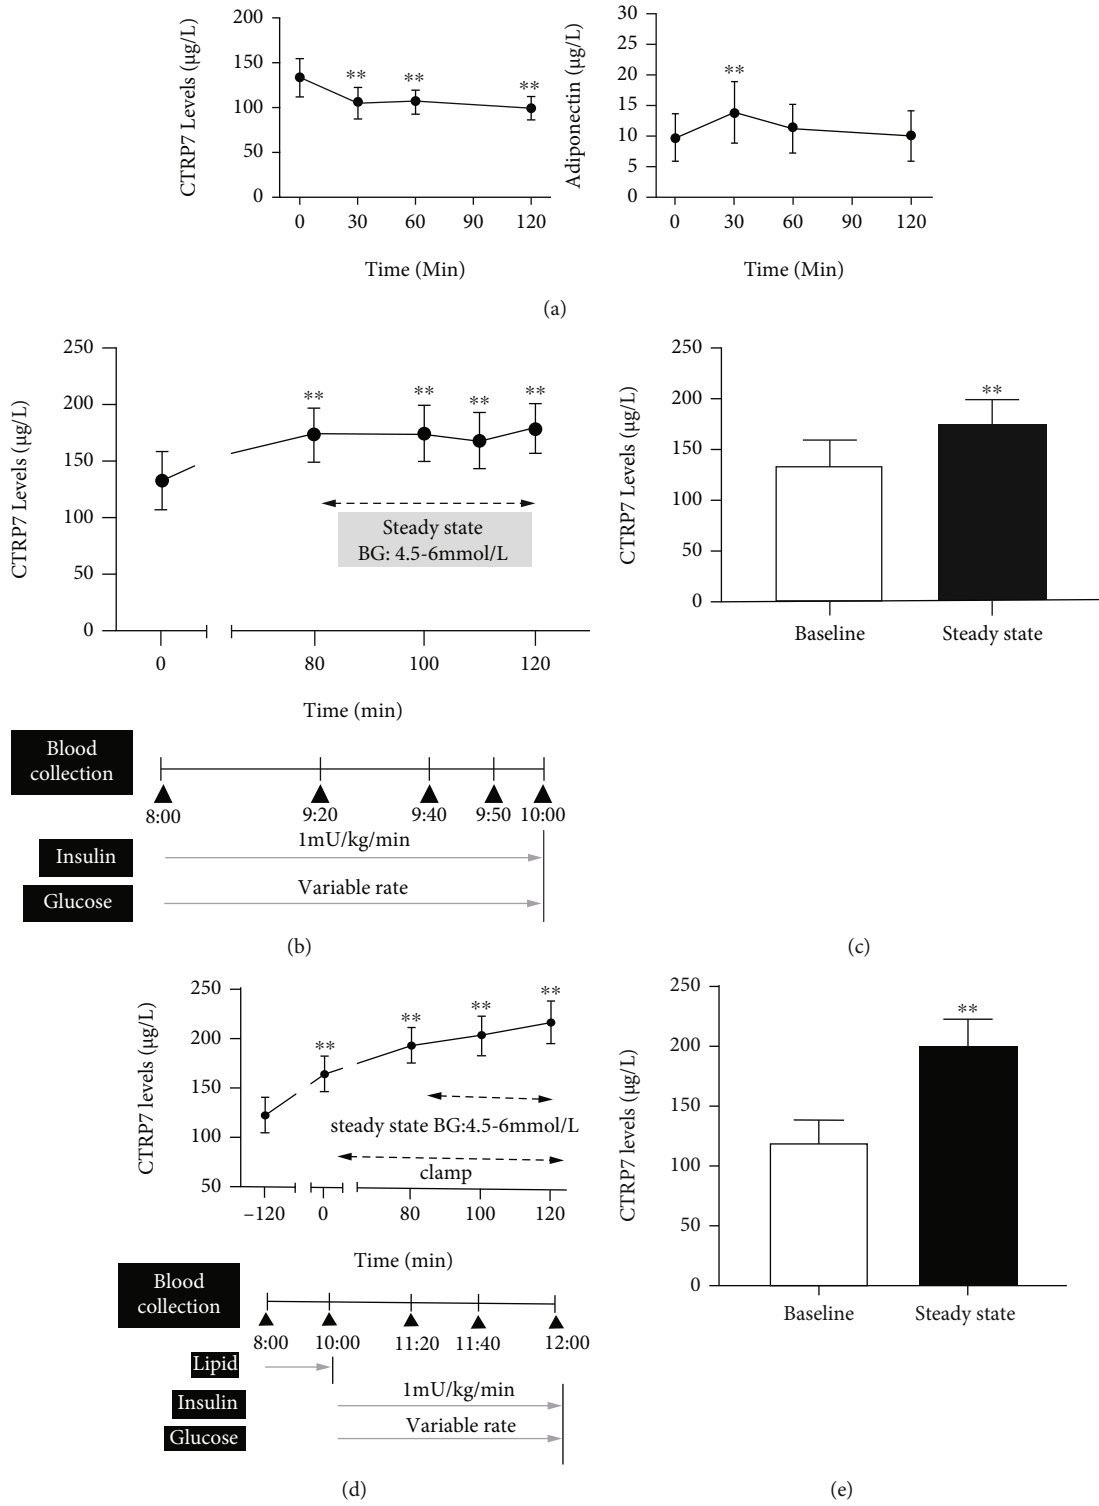 CTRP7 Levels (μg/L)
200
150
100
50
0
**
**
**
0 30 60 90 120
Time (Min)
Adiponectin (μg/L)
30
25
20
15
10
5
0
**
0 30 60 90 120
Time (Min)
(a)
CTRP7 Levels (μg/L)
250
200
150
100
50
0
**
**
**
**
Steady state
BG: 4.5-6mmol/L
0 80 100 120
Time (min)
Blood
collection
8:00 9:20 9:40 9:50 10:00
Insulin
1mU/kg/min
Glucose
Variable rate
(b)
CTRP7 Levels (μg/L)
250
200
150
100
50
0
**
Baseline Steady state
(c)
CTRP7 levels (μg/L)
250
200
150
100
50
**
**
**
**
steady state BG:4.5-6mmol/L
clamp
−120 0 80 100 120
Time (min)
Blood
collection
8:00 10:00 11:20 11:40 12:00
Lipid
Insulin
1mU/kg/min
Glucose
Variable rate
(d)
CTRP7 levels (μg/L)
250
200
150
100
50
0
**
Baseline Steady state
(e)